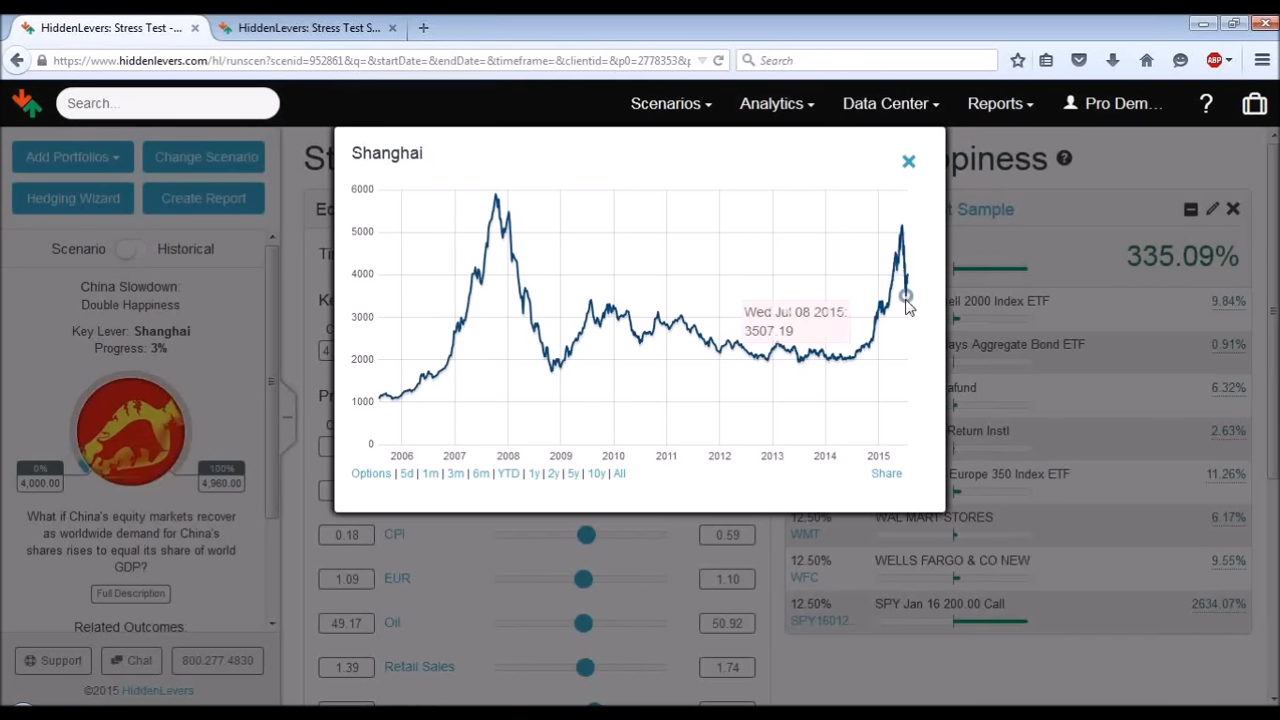 HiddenLevers: Stress Test -... × HiddenLevers: Stress Test S... × +
https://www.hiddenlevers.com/hl/runscen?scenid=952861&q=&startDate=&endDate=&timeframe=&clientid=&p0=2778353&p Search
Search... Scenarios Analytics Data Center Reports Pro Dem... ?
Add Portfolios Change Scenario
Hedging Wizard Create Report
Scenario Historical
China Slowdown:
Double Happiness
Key Lever: Shanghai
Progress: 3%
0% 100%
4,000.00 4,960.00
What if China's equity markets recover
as worldwide demand for China's
shares rises to equal its share of world
GDP?
Full Description
Related Outcomes:
Support Chat 800.277.4830
©2015 HiddenLevers
St ppiness ?
Ed
Ti
Ke
4
P
Shanghai
6000
5000
4000
3000
2000
1000
0
Wed Jul 08 2015:
3507.19
2006 2007 2008 2009 2010 2011 2012 2013 2014 2015
Options | 5d | 1m | 3m | 6m | YTD | 1y | 2y | 5y | 10y | All Share
0.18 CPI 0.59
1.09 EUR 1.10
49.17 Oil 50.92
1.39 Retail Sales 1.74
t Sample
335.09%
ell 2000 Index ETF 9.84%
ays Aggregate Bond ETF 0.91%
afund 6.32%
Return Instl 2.63%
Europe 350 Index ETF 11.26%
12.50% WAL MART STORES 6.17%
WMT
12.50% WELLS FARGO & CO NEW 9.55%
WFC
12.50% SPY Jan 16 200.00 Call 2634.07%
SPY16012...